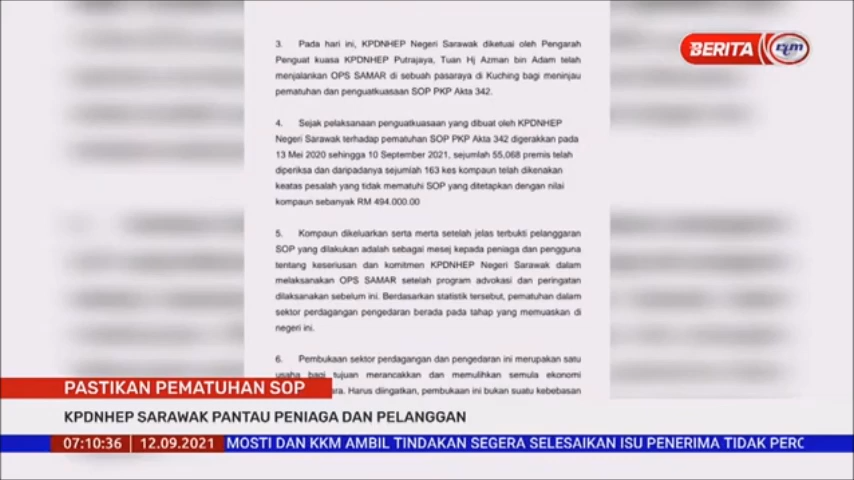 3. Pada hari ini, KPDNHEP Negeri Sarawak diketuai oleh Pengarah
Penguat kuasa KPDNHEP Putrajaya, Tuan Hj Azman bin Adam telah
menjalankan OPS SAMAR di sebuah pasaraya di Kuching bagi meninjau
pematuhan dan penguatkuasaan SOP PKP Akta 342.
4. Sejak pelaksanaan penguatkuasaan yang dibuat oleh KPDNHEP
Negeri Sarawak terhadap pematuhan SOP PKP Akta 342 digerakkan pada
13 Mei 2020 sehingga 10 September 2021, sejumlah 55,068 premis telah
diperiksa dan daripadanya sejumlah 163 kes kompaun telah dikenakan
keatas pesalah yang tidak mematuhi SOP yang ditetapkan dengan nilai
kompaun sebanyak RM 494.000.00
5. Kompaun dikeluarkan serta merta setelah jelas terbukti pelanggaran
SOP yang dilakukan adalah sebagai mesej kepada peniaga dan pengguna
tentang keseriusan dan komitmen KPDNHEP Negeri Sarawak dalam
melaksanakan OPS SAMAR setelah program advokasi dan peringatan
dilaksanakan sebelum ini. Berdasarkan statistik tersebut, pematuhan dalam
sektor perdagangan pengedaran berada pada tahap yang memuaskan di
negeri ini.
6. Pembukaan sektor perdagangan dan pengedaran ini merupakan satu
usaha bagi tujuan merancakkan dan memulihkan semula ekonomi
ara. Harus diingatkan, pembukaan ini bukan suatu kebebasan
BERITA rtm
PASTIKAN PEMATUHAN SOP
KPDNHEP SARAWAK PANTAU PENIAGA DAN PELANGGAN
07:10:36 12.09.2021 MOSTI DAN KKM AMBIL TINDAKAN SEGERA SELESAIKAN ISU PENERIMA TIDAK PERO